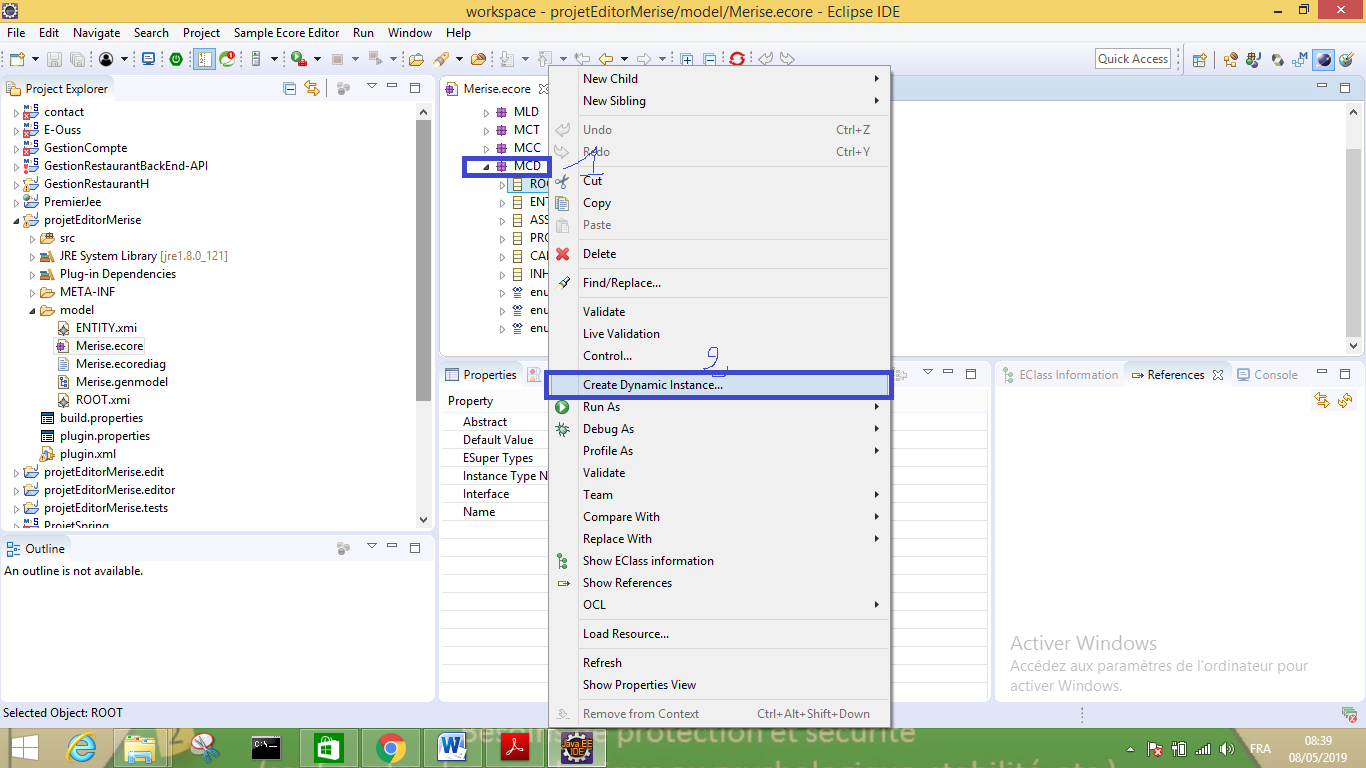 workspace - projetEditorMerise/model/Merise.ecore - Eclipse IDE
File Edit Navigate Search Project Sample Ecore Editor Run Window Help
Quick Access
Project Explorer
contact
E-Ouss
GestionCompte
GestionRestaurantBackEnd-API
GestionRestaurantH
PremierJee
projetEditorMerise
src
JRE System Library [jre1.8.0_121]
Plug-in Dependencies
META-INF
model
ENTITY.xmi
Merise.ecore
Merise.ecorediag
Merise.genmodel
ROOT.xmi
build.properties
plugin.properties
plugin.xml
projetEditorMerise.edit
projetEditorMerise.editor
projetEditorMerise.tests
ProjetSpring
Outline
An outline is not available.
Merise.ecore
MLD
MCT
MCC
MCD
ROO
ENT
ASS
PRO
CAI
INH
enu
enu
enu
1
2
New Child
New Sibling
Undo Ctrl+Z
Redo Ctrl+Y
Cut
Copy
Paste
Delete
Find/Replace...
Validate
Live Validation
Control...
Create Dynamic Instance...
Run As
Debug As
Profile As
Validate
Team
Compare With
Replace With
Show EClass information
Show References
OCL
Load Resource...
Refresh
Show Properties View
Remove from Context Ctrl+Alt+Shift+Down
Properties
Property
Abstract
Default Value
ESuper Types
Instance Type N
Interface
Name
EClass Information
References
Console
Activer Windows
Accédez aux paramètres de l'ordinateur pour
activer Windows.
Selected Object: ROOT
protection et sécurité
Java EE
IDE
FRA
08:39
08/05/2019